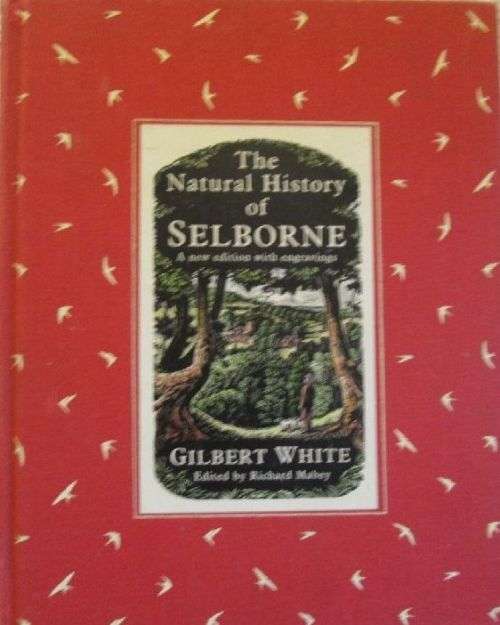 The
Natural History
of
SELBORNE
A new edition with engravings
GILBERT WHITE
Edited by Richard Mabey